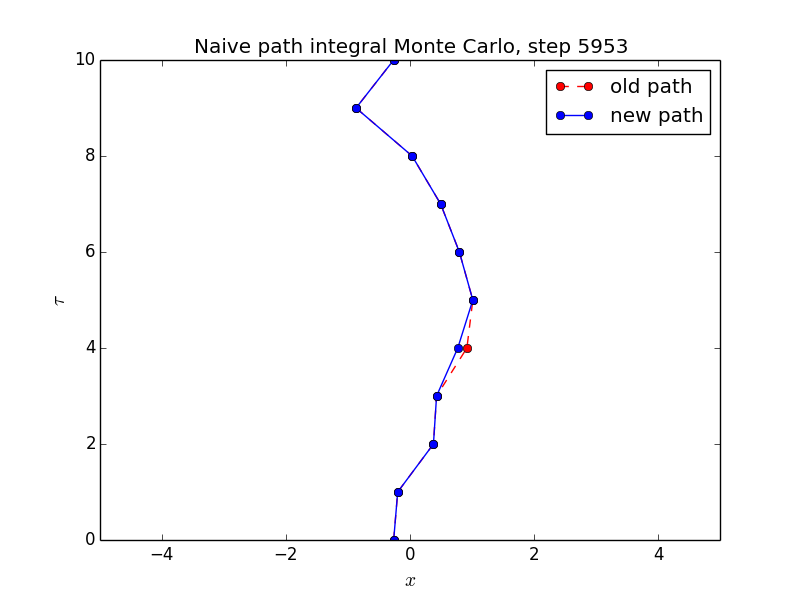 Naive path integral Monte Carlo, step 5953
old path
new path
10
8
6
4
2
0
τ
−4 −2 0 2 4
x